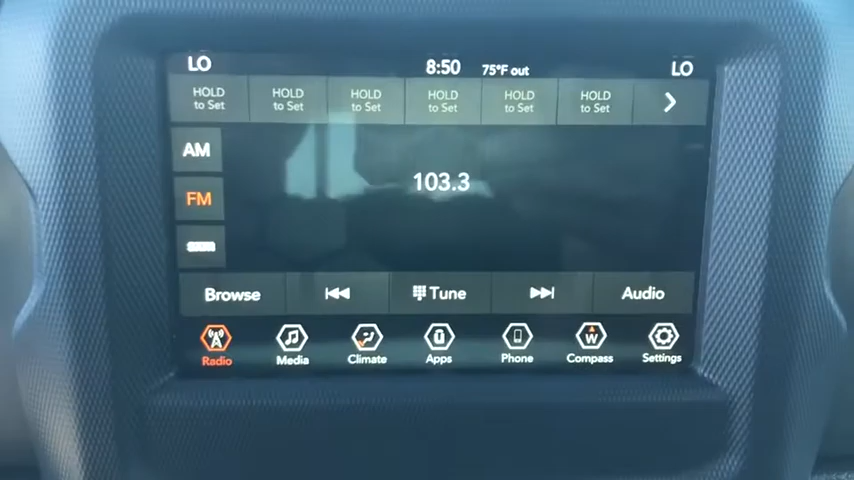 LO 8:50 75°F out LO
HOLD to Set HOLD to Set HOLD to Set HOLD to Set HOLD to Set HOLD to Set
AM
103.3
FM
Browse Tune Audio
Radio Media Climate Apps Phone W Compass Settings